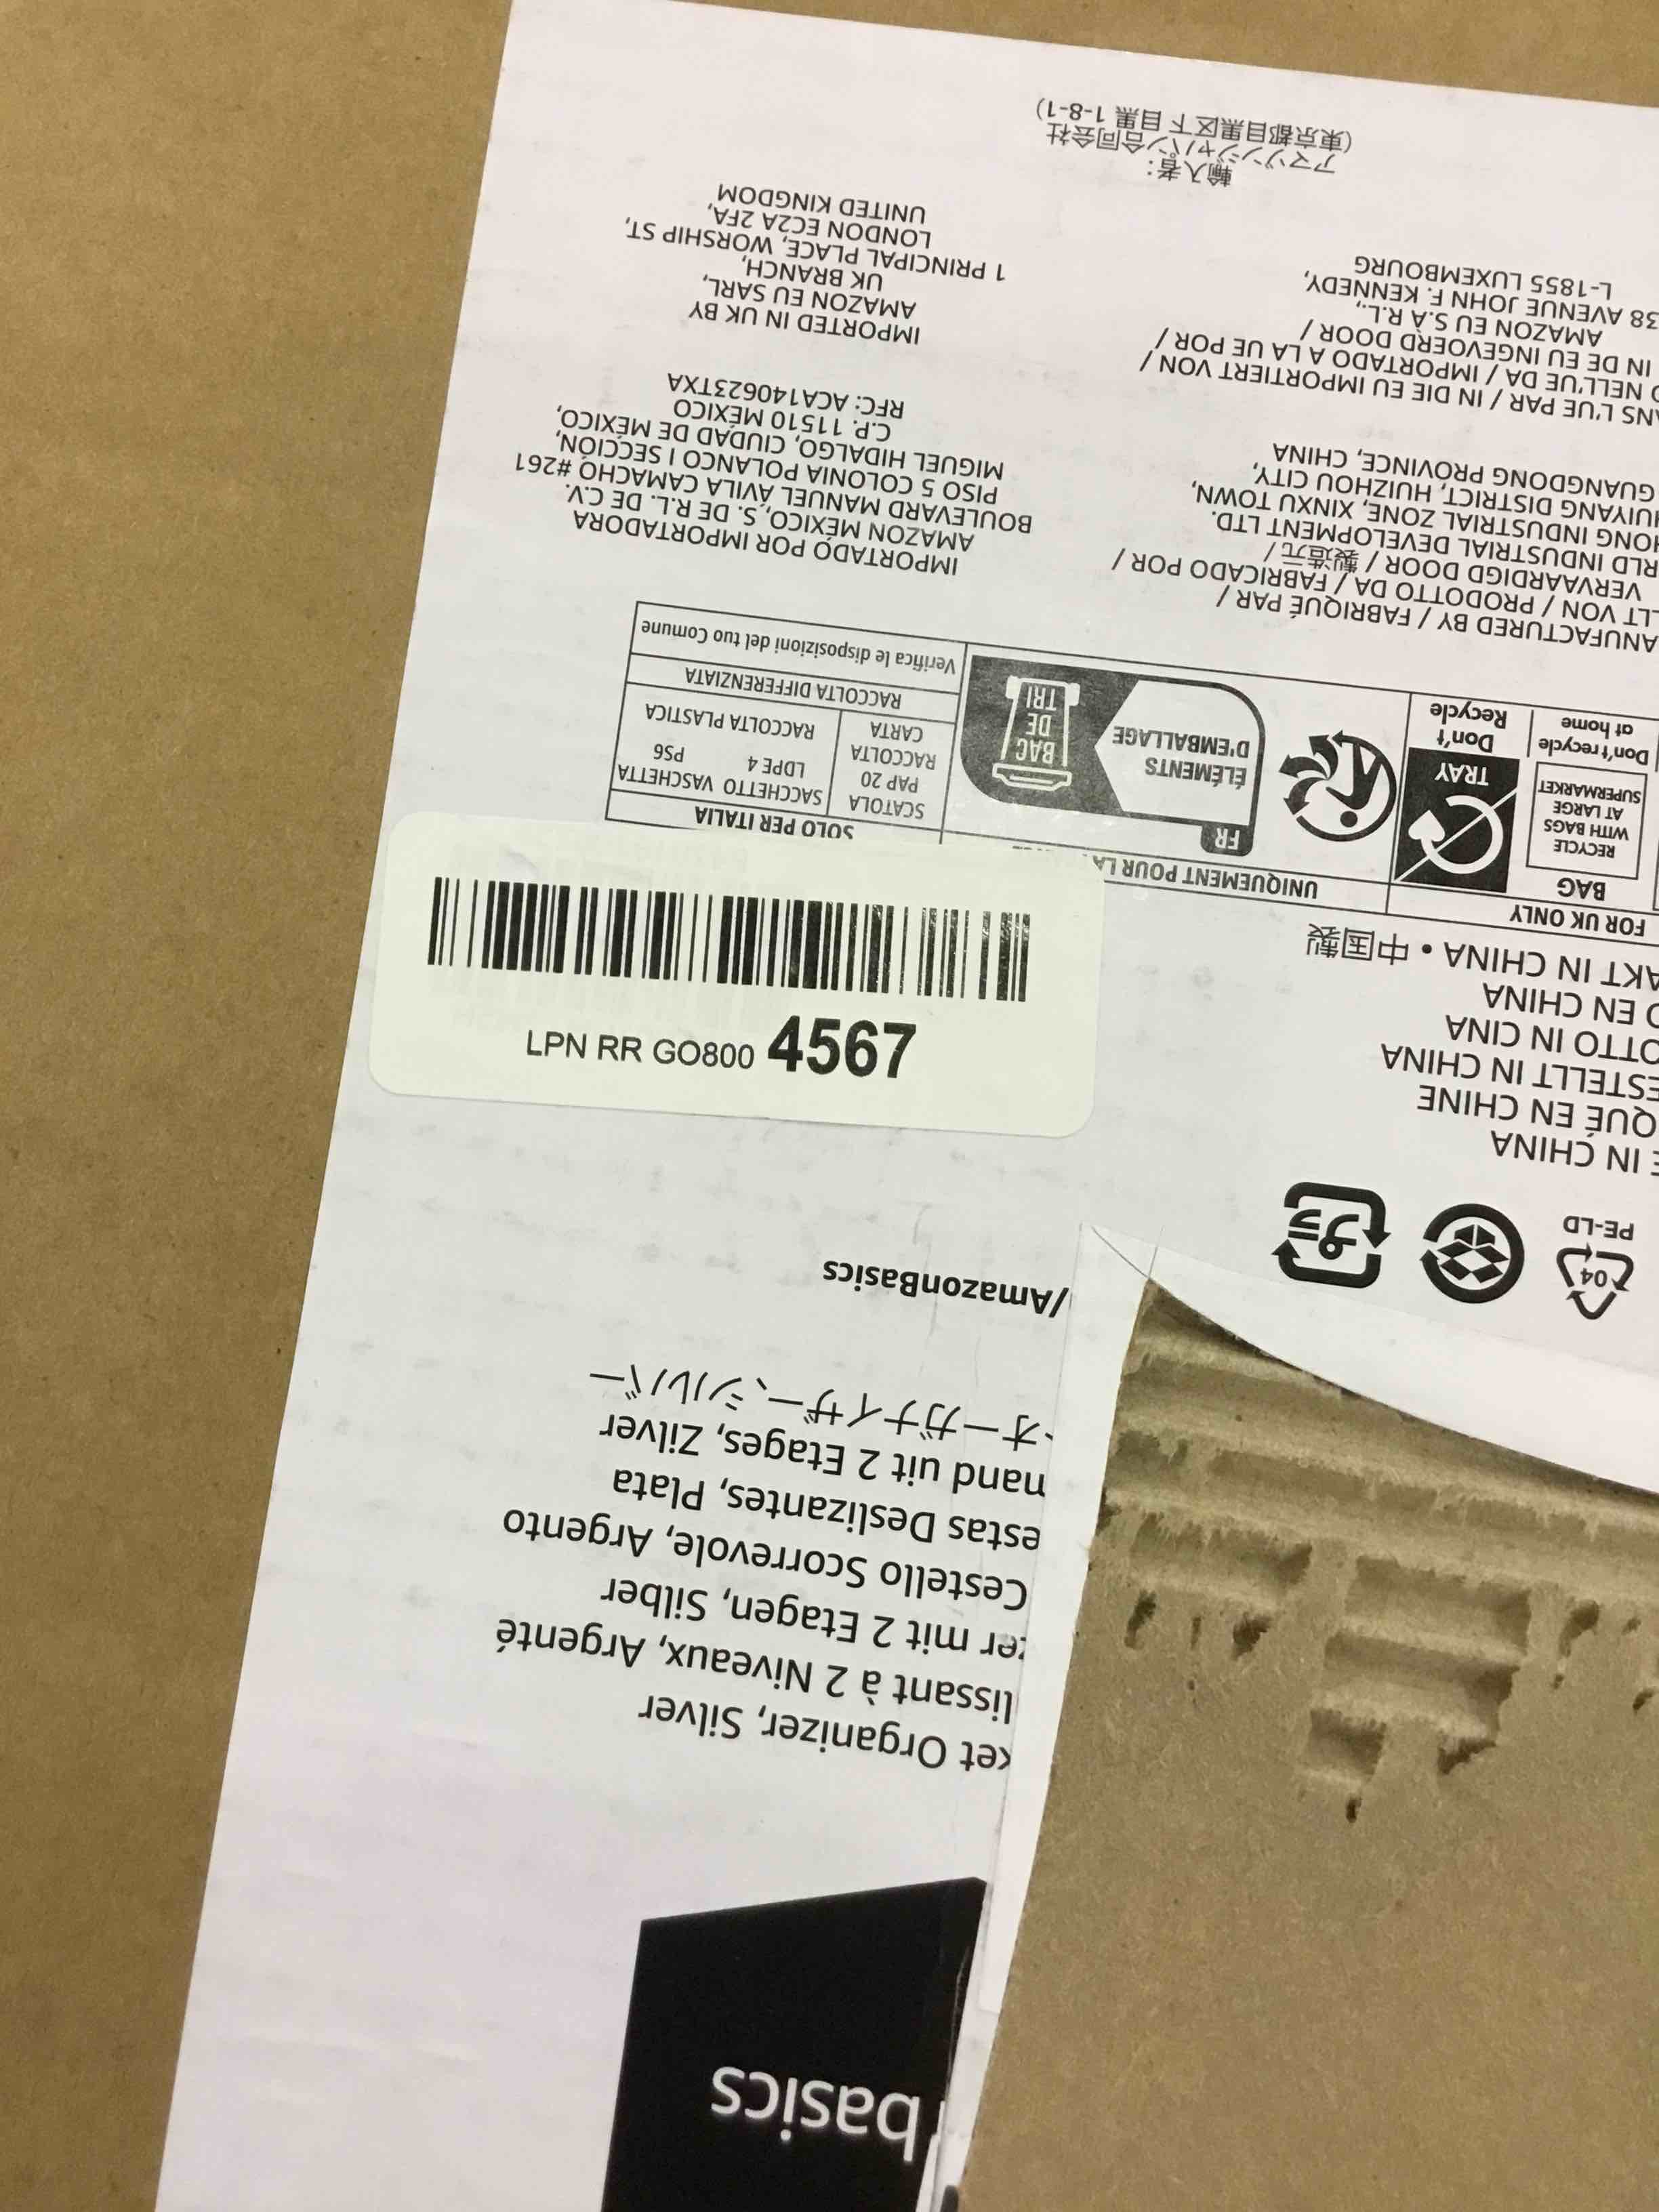 basics
Organizer, Silver
lissant à 2 Niveaux, Argenté
mit 2 Etagen, Silber
Cestello Scorrevole, Argento
estas Deslizantes, Plata
nand uit 2 Etages, Zilver
、オーガナイザー、シルバー
/AmazonBasics
04
PE-LD
プラ
IN CHINA
QUÉ EN CHINE
ESTELLT IN CHINA
OTTO IN CINA
O EN CHINA
AKT IN CHINA • 中国製
FOR UK ONLY
BAG
RECYCLE
WITH BAGS
AT LARGE
SUPERMARKET
Don't recycle
at home
TRAY
Don't
Recycle
UNIQUEMENT POUR LA
FR
ÉLÉMENTS
D'EMBALLAGE
BAC
DE
TRI
SOLO PER ITALIA
SCATOLA
PAP 20
RACCOLTA
CARTA
SACCHETTO VASCHETTA
LDPE 4 PS6
RACCOLTA PLASTICA
RACCOLTA DIFFERENZIATA
Verifica le disposizioni del tuo Comune
LPN RR GO800 4567
ANUFACTURED BY / FABRIQUÉ PAR /
LLT VON / PRODOTTO DA / FABRICADO POR /
VERVAARDIGD DOOR / 製造元 /
RLD INDUSTRIAL DEVELOPMENT LTD.
HONG INDUSTRIAL ZONE, XINXU TOWN,
HUIYANG DISTRICT, HUIZHOU CITY,
GUANGDONG PROVINCE, CHINA
ANS L'UE PAR / IN DIE EU IMPORTIERT VON /
O NELL'UE DA / IMPORTADO A LA UE POR /
IN DE EU INGEVOERD DOOR /
AMAZON EU S.À R.L.,
38 AVENUE JOHN F. KENNEDY,
L-1855 LUXEMBOURG
IMPORTADO POR IMPORTADORA
AMAZON MÉXICO, S. DE R.L. DE C.V.
BOULEVARD MANUEL ÁVILA CAMACHO #261
PISO 5 COLONIA POLANCO I SECCIÓN,
MIGUEL HIDALGO, CIUDAD DE MÉXICO,
C.P. 11510 MÉXICO
RFC: ACA140623TXA
IMPORTED IN UK BY
AMAZON EU SARL,
UK BRANCH,
1 PRINCIPAL PLACE, WORSHIP ST,
LONDON EC2A 2FA,
UNITED KINGDOM
輸入者：
アマゾンジャパン合同会社
（東京都目黒区下目黒 1-8-1）